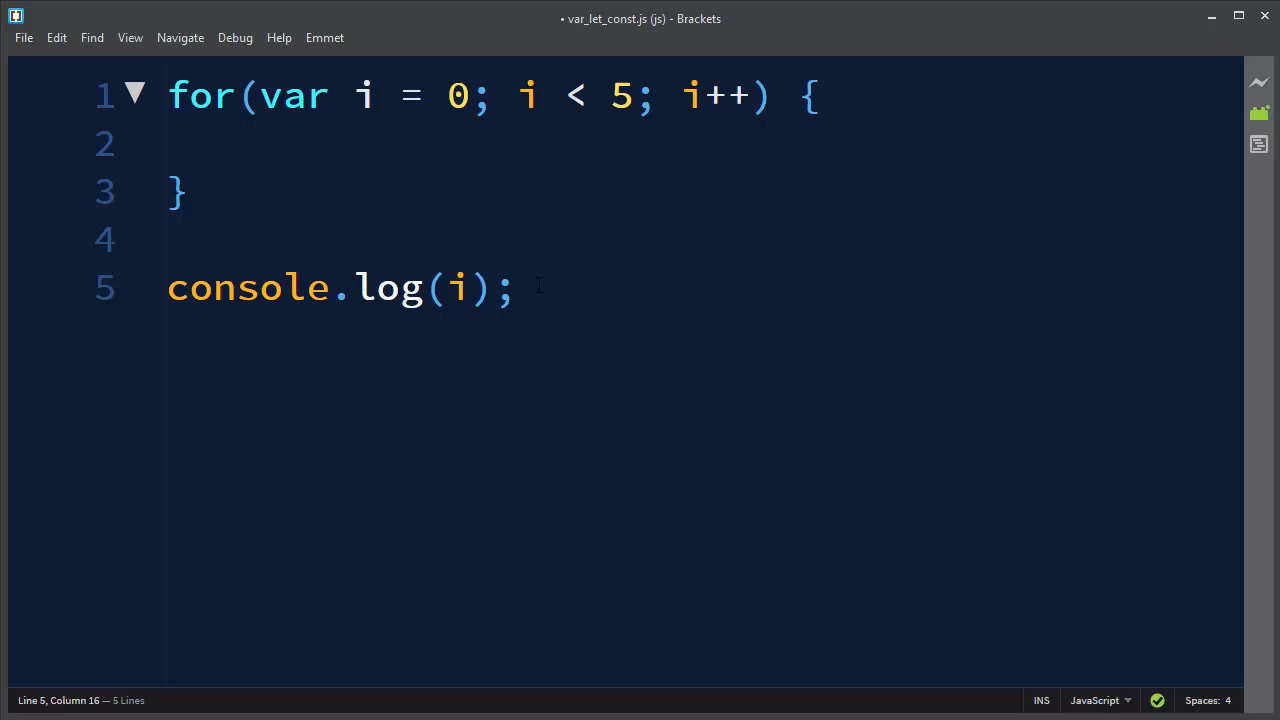 • var_let_const.js (js) - Brackets
File Edit Find View Navigate Debug Help Emmet
1 for(var i = 0; i < 5; i++) {
2
3 }
4
5 console.log(i);
Line 5, Column 16 — 5 Lines
INS JavaScript Spaces: 4